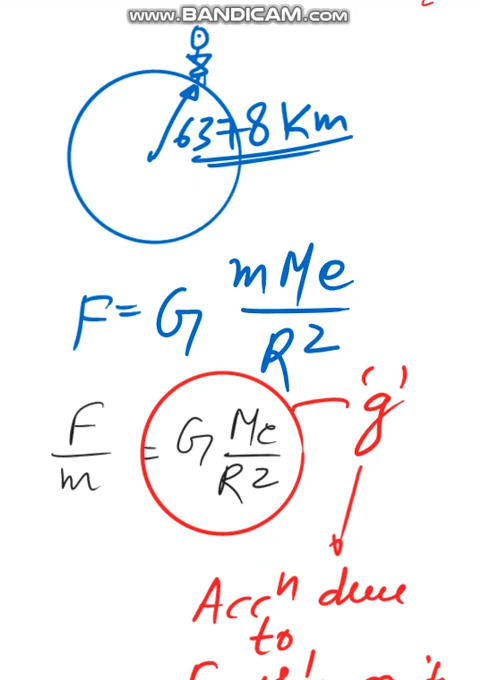 www.BANDICAM.com
6378 Km
F = G mMe/R²
F/m = G Me/R² 'g'
Accⁿ due
to